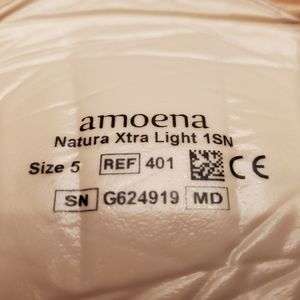 amoena
Natura Xtra Light 1SN
Size 5 REF 401 CE
SN G624919 MD